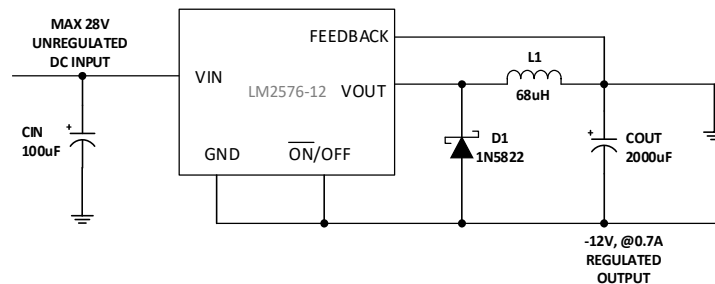 MAX 28V
UNREGULATED
DC INPUT
FEEDBACK
L1
VIN
LM2576-12
VOUT
68uH
CIN
100uF
D1
1N5822
COUT
2000uF
GND
ON/OFF
-12V, @0.7A
REGULATED
OUTPUT